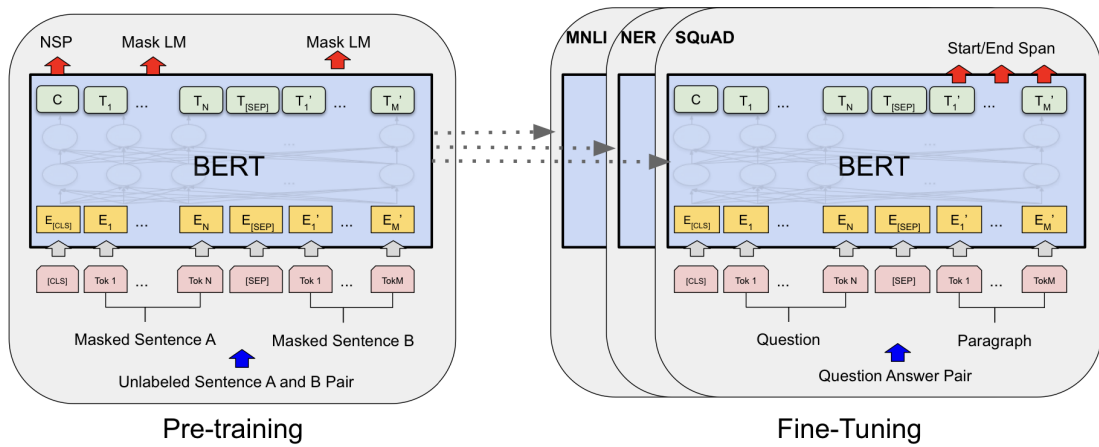 NSP Mask LM Mask LM
C T1 ... TN T[SEP] T1' ... TM'
...
BERT
...
E[CLS] E1 ... EN E[SEP] E1' ... EM'
[CLS] Tok 1 ... Tok N [SEP] Tok 1 ... TokM
Masked Sentence A Masked Sentence B
Unlabeled Sentence A and B Pair
Pre-training
MNLI NER SQuAD
Start/End Span
C T1 ... TN T[SEP] T1' ... TM'
...
BERT
...
E[CLS] E1 ... EN E[SEP] E1' ... EM'
[CLS] Tok 1 ... Tok N [SEP] Tok 1 ... TokM
Question Paragraph
Question Answer Pair
Fine-Tuning